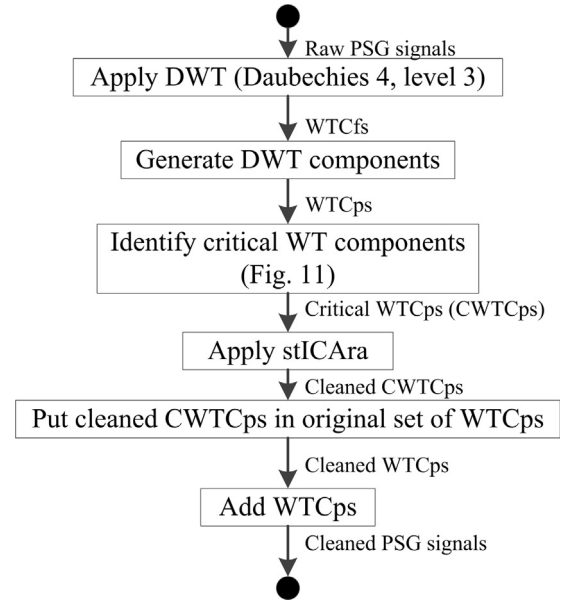 Raw PSG signals
Apply DWT (Daubechies 4, level 3)
WTCfs
Generate DWT components
WTCps
Identify critical WT components
(Fig. 11)
Critical WTCps (CWTCps)
Apply stICAra
Cleaned CWTCps
Put cleaned CWTCps in original set of WTCps
Cleaned WTCps
Add WTCps
Cleaned PSG signals